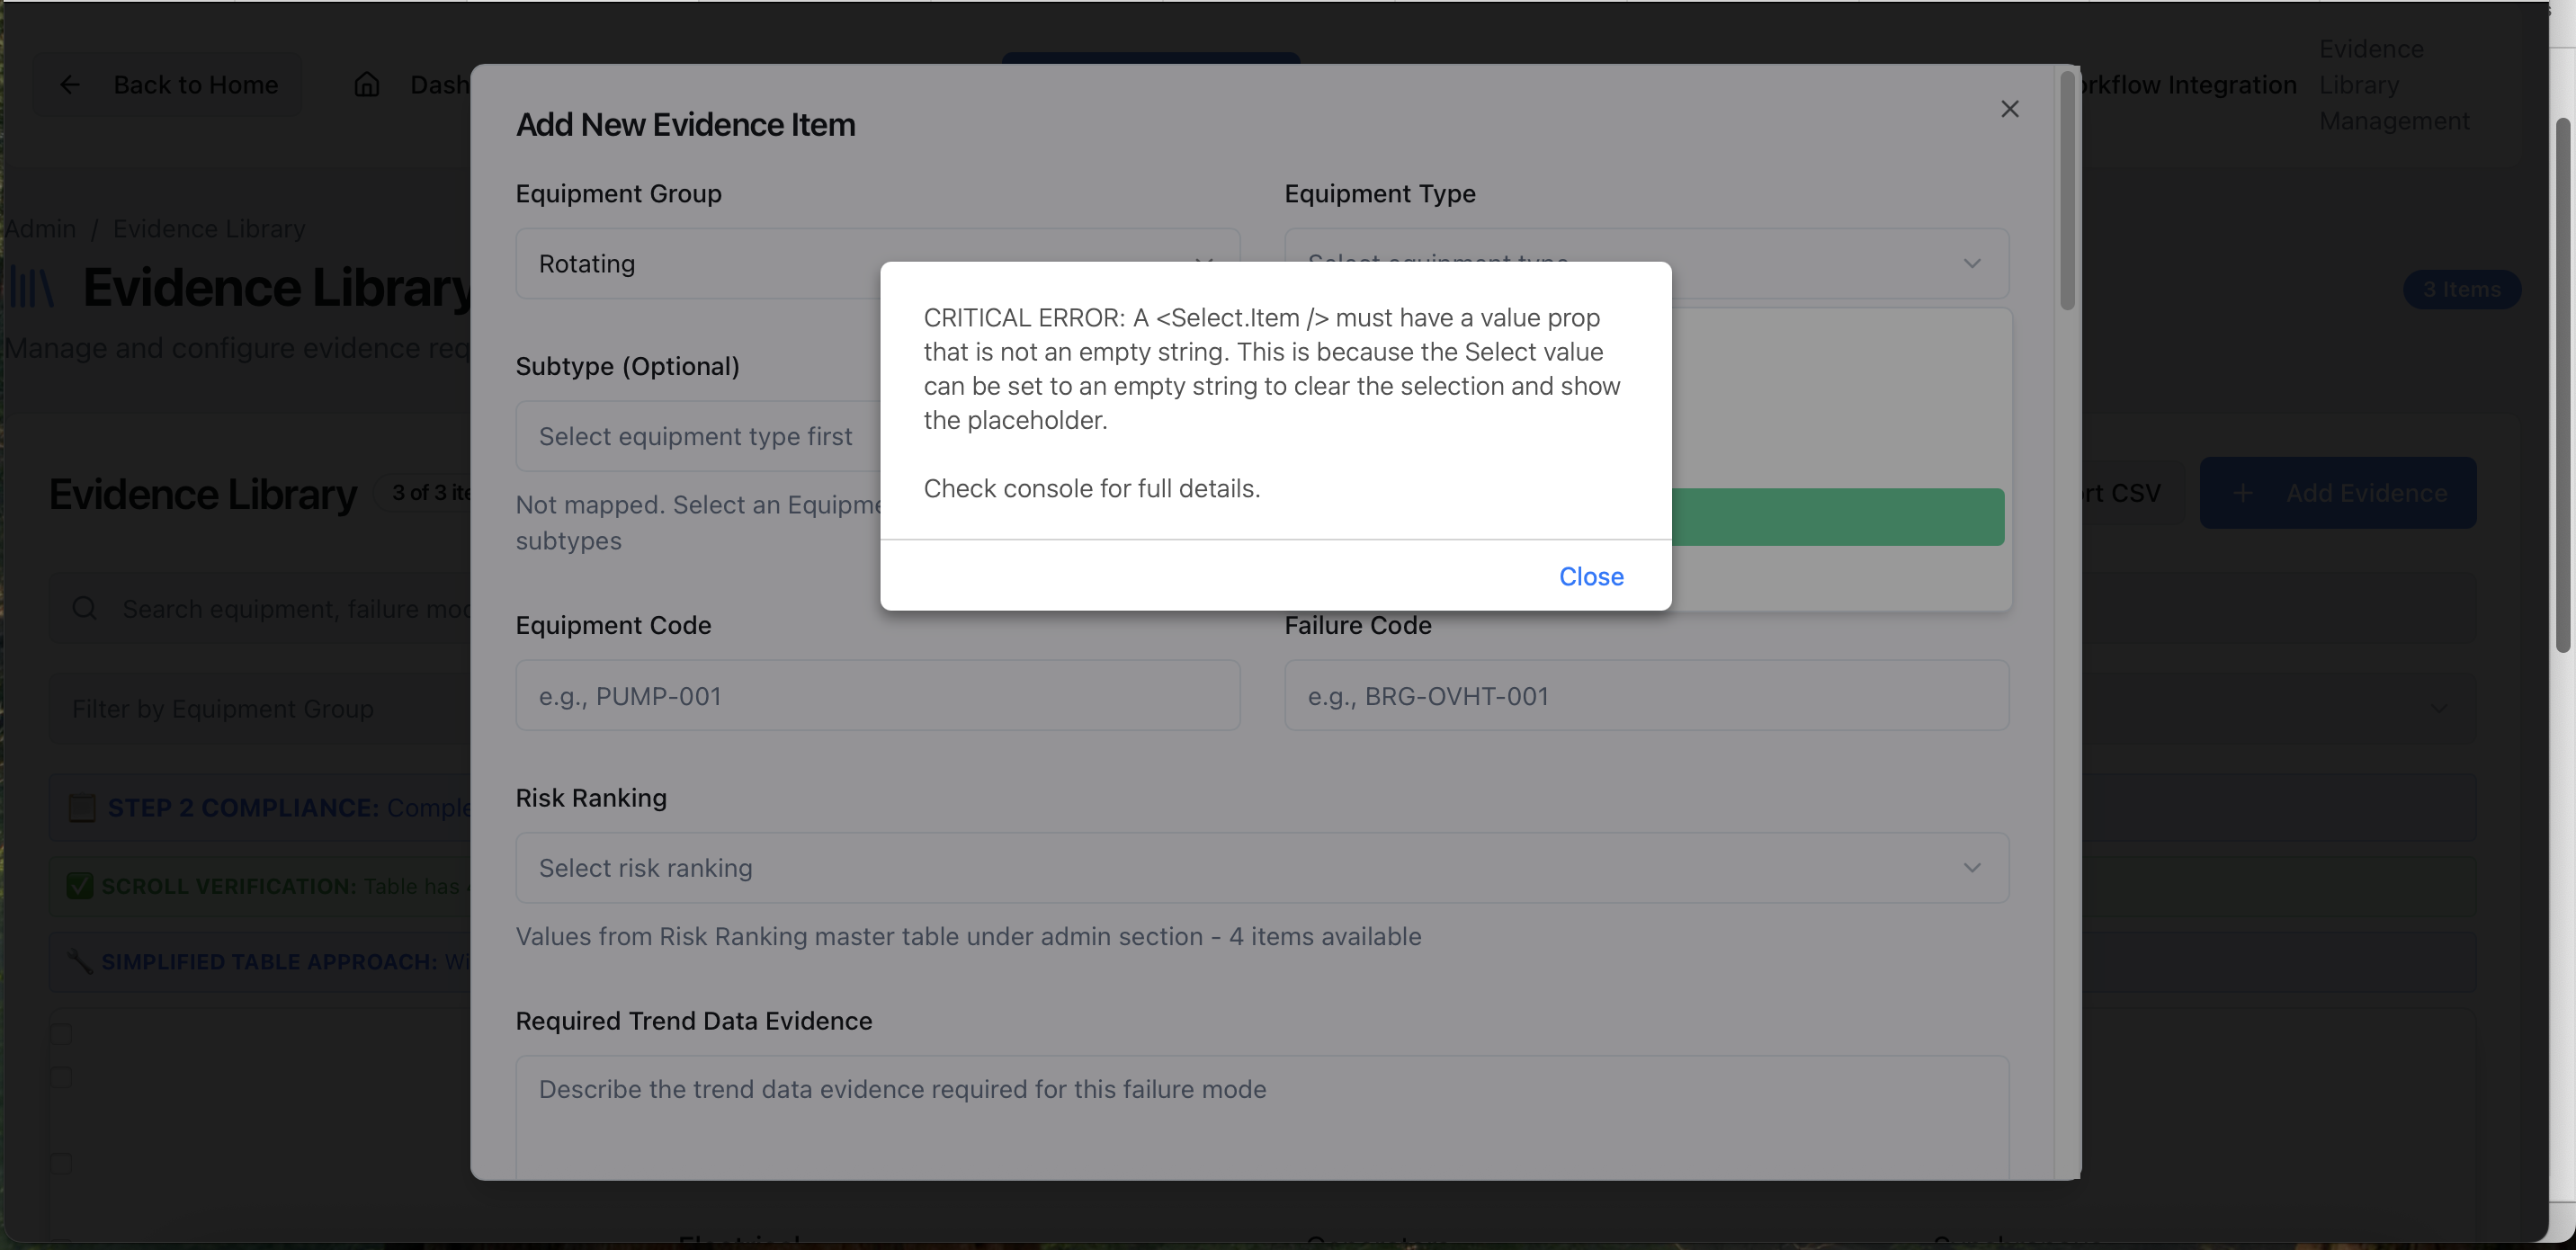 Back to Home
Dash
rkflow Integration
Evidence
Library
Management
Add New Evidence Item
Equipment Group
Equipment Type
Rotating
Select equipment type
Admin / Evidence Library
Evidence Library
3 Items
Manage and configure evidence req
Subtype (Optional)
Select equipment type first
Not mapped. Select an Equipme
subtypes
CRITICAL ERROR: A <Select.Item /> must have a value prop
that is not an empty string. This is because the Select value
can be set to an empty string to clear the selection and show
the placeholder.
Check console for full details.
Close
Evidence Library
3 of 3 ite
rt CSV
+ Add Evidence
Search equipment, failure mod
Filter by Equipment Group
Equipment Code
Failure Code
e.g., PUMP-001
e.g., BRG-OVHT-001
STEP 2 COMPLIANCE: Comple
SCROLL VERIFICATION: Table has
SIMPLIFIED TABLE APPROACH: Wi
Risk Ranking
Select risk ranking
Values from Risk Ranking master table under admin section - 4 items available
Required Trend Data Evidence
Describe the trend data evidence required for this failure mode
Electrical